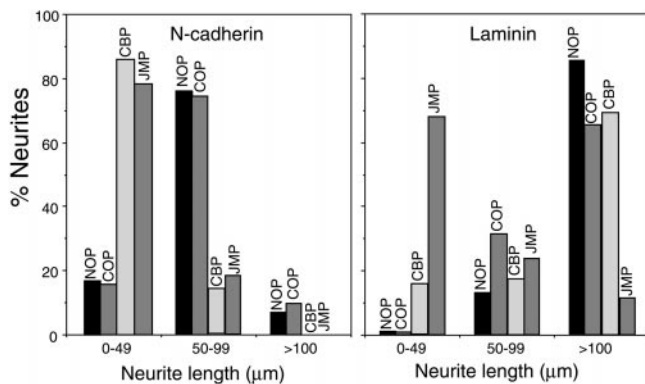 N-cadherin
Laminin
% Neurites
100
80
60
40
20
0
NOP
COP
CBP
JMP
NOP
COP
CBP
JMP
NOP
COP
CBP
JMP
NOP
COP
CBP
JMP
NOP
COP
CBP
JMP
NOP
COP
CBP
JMP
0-49
50-99
>100
0-49
50-99
>100
Neurite length (μm)
Neurite length (μm)